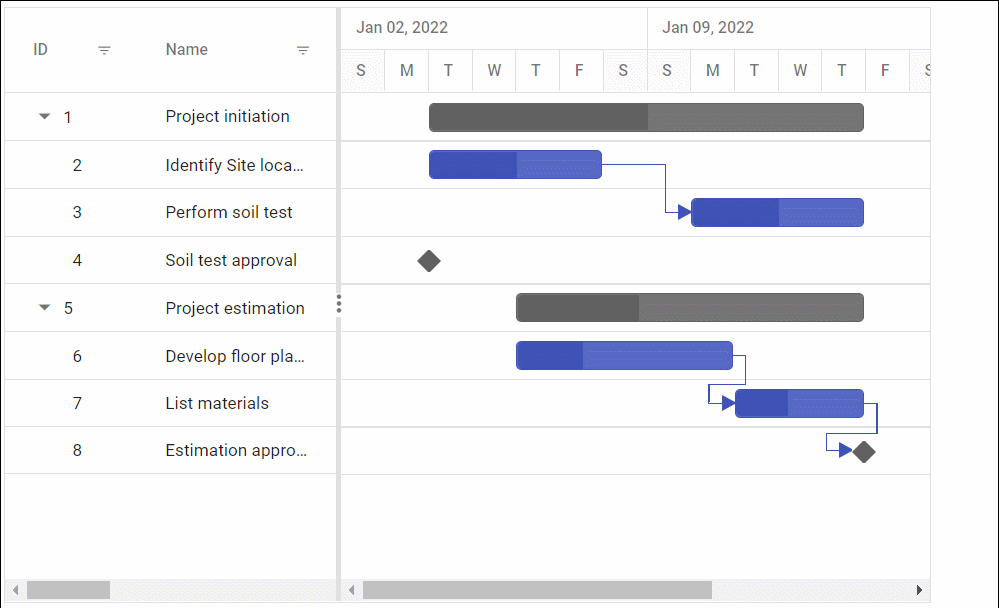 ID Name Jan 02, 2022 Jan 09, 2022
S M T W T F S S M T W T F S
1 Project initiation
2 Identify Site loca...
3 Perform soil test
4 Soil test approval
5 Project estimation
6 Develop floor pla...
7 List materials
8 Estimation appro...